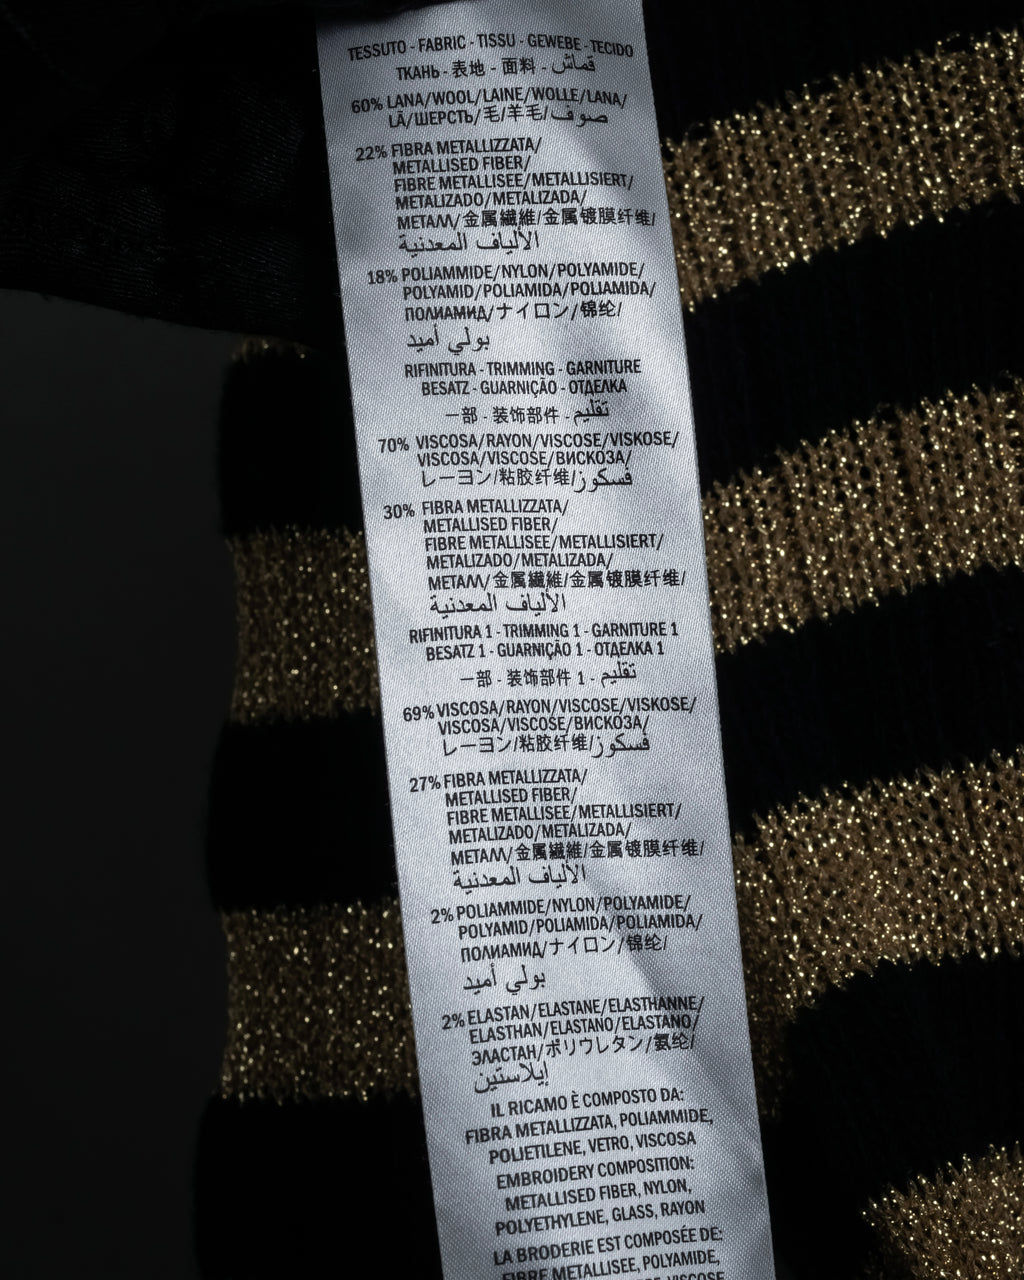 TESSUTO - FABRIC - TISSU - GEWEBE - TECIDO
ТКАНЬ - 表地 - 面料 - قماش
60% LANA/WOOL/LAINE/WOLLE/LANA/
LÃ/ШЕРСТЬ/毛/羊毛/صوف
22% FIBRA METALLIZZATA/
METALLISED FIBER/
FIBRE METALLISEE/METALLISIERT/
METALIZADO/METALIZADA/
МЕТАЛЛ/金属繊維/金属镀膜纤维/
الألياف المعدنية
18% POLIAMMIDE/NYLON/POLYAMIDE/
POLYAMID/POLIAMIDA/POLIAMIDA/
ПОЛИАМИД/ナイロン/锦纶/
بولي أميد
RIFINITURA - TRIMMING - GARNITURE
BESATZ - GUARNIÇÃO - ОТДЕЛКА
一部 - 装饰部件 - تقليم
70% VISCOSA/RAYON/VISCOSE/VISKOSE/
VISCOSA/VISCOSE/ВИСКОЗА/
レーヨン/粘胶纤维/فسكوز
30% FIBRA METALLIZZATA/
METALLISED FIBER/
FIBRE METALLISEE/METALLISIERT/
METALIZADO/METALIZADA/
МЕТАЛЛ/金属繊維/金属镀膜纤维/
الألياف المعدنية
RIFINITURA 1 - TRIMMING 1 - GARNITURE 1
BESATZ 1 - GUARNIÇÃO 1 - ОТДЕЛКА 1
一部 - 装饰部件 1 - تقليم
69% VISCOSA/RAYON/VISCOSE/VISKOSE/
VISCOSA/VISCOSE/ВИСКОЗА/
レーヨン/粘胶纤维/فسكوز
27% FIBRA METALLIZZATA/
METALLISED FIBER/
FIBRE METALLISEE/METALLISIERT/
METALIZADO/METALIZADA/
МЕТАЛЛ/金属繊維/金属镀膜纤维/
الألياف المعدنية
2% POLIAMMIDE/NYLON/POLYAMIDE/
POLYAMID/POLIAMIDA/POLIAMIDA/
ПОЛИАМИД/ナイロン/锦纶/
بولي أميد
2% ELASTAN/ELASTANE/ELASTHANNE/
ELASTHAN/ELASTANO/ELASTANO/
ЭЛАСТАН/ポリウレタン/氨纶/
إيلاستين
IL RICAMO È COMPOSTO DA:
FIBRA METALLIZZATA, POLIAMMIDE,
POLIETILENE, VETRO, VISCOSA
EMBROIDERY COMPOSITION:
METALLISED FIBER, NYLON,
POLYETHYLENE, GLASS, RAYON
LA BRODERIE EST COMPOSÉE DE:
FIBRE METALLISEE, POLYAMIDE,
VISCOSE